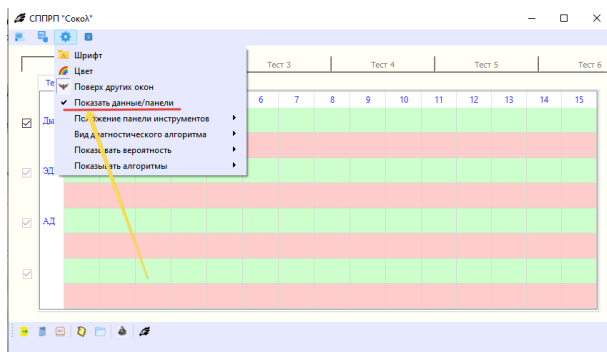 СППРП "Сокол"
Шрифт
Цвет
Поверх других окон
✓ Показать данные/панели
Положение панели инструментов
Вид диагностического алгоритма
Показывать вероятность
Показывать алгоритмы
Тест 3 Тест 4 Тест 5 Тест 6
Те
6 7 8 9 10 11 12 13 14 15
Ды
ЭД
АД